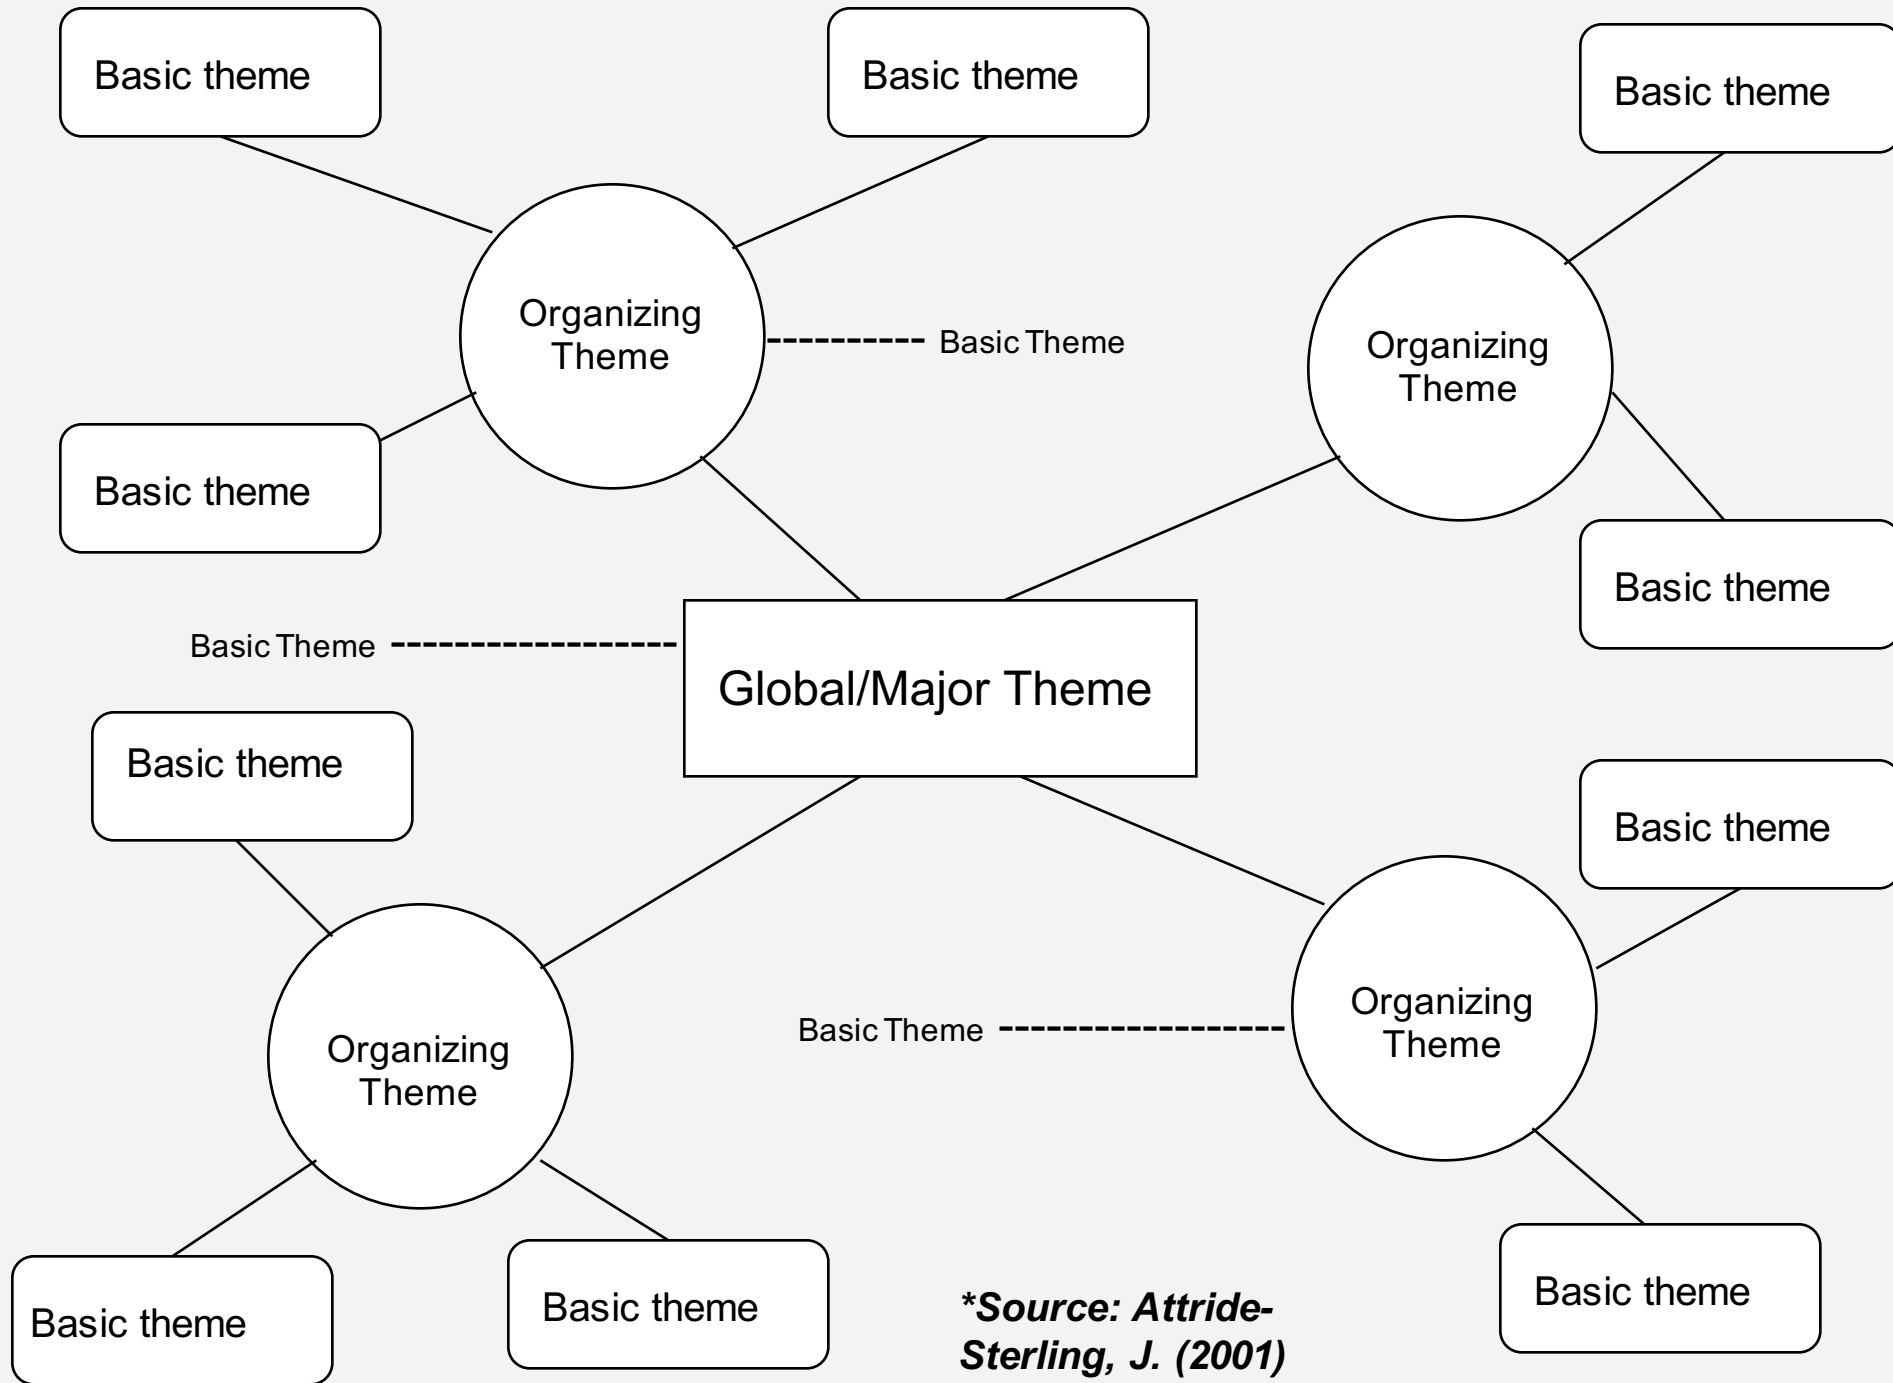 Basic theme
Basic theme
Basic theme
Organizing
Theme
Basic Theme
Organizing
Theme
Basic theme
Basic theme
Basic Theme
Global/Major Theme
Basic theme
Basic theme
Organizing
Theme
Basic Theme
Organizing
Theme
Basic theme
Basic theme
Basic theme
*Source: Attride-
Sterling, J. (2001)